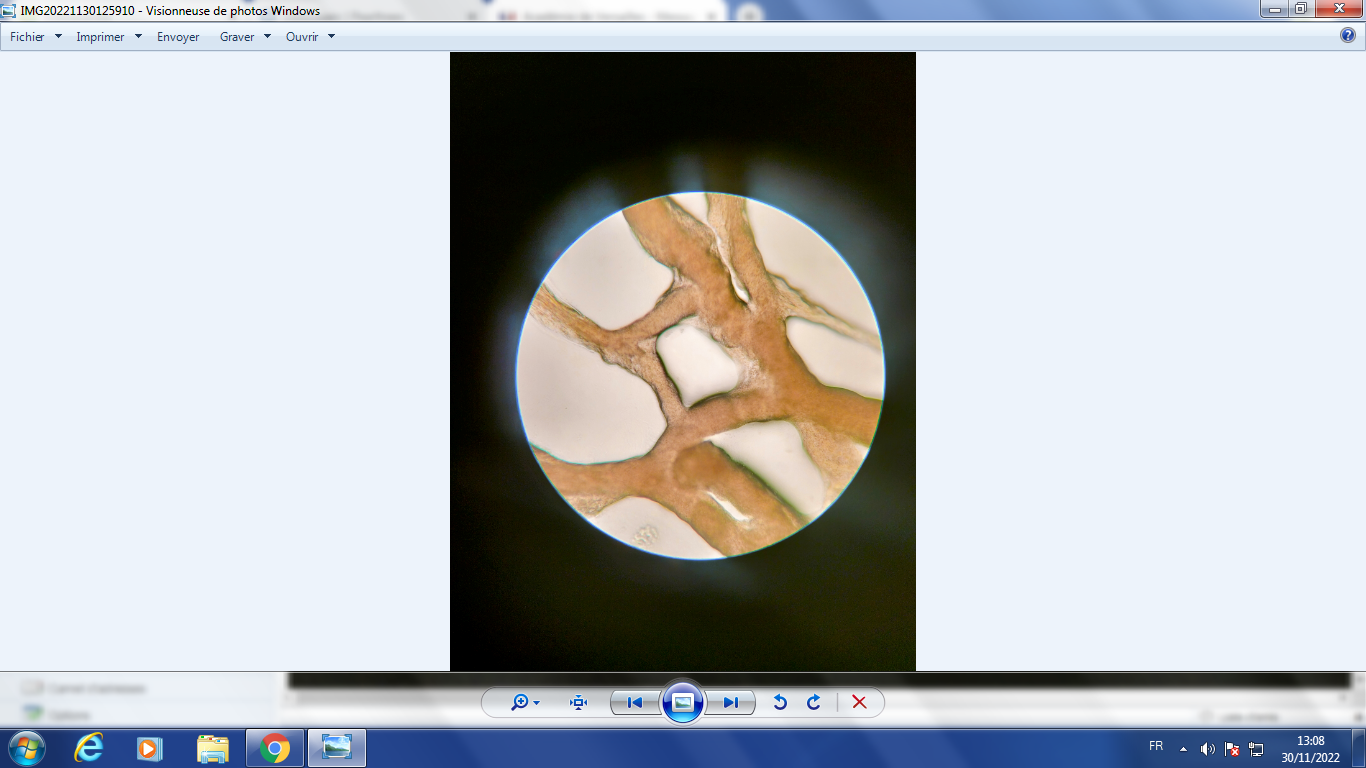 IMG20221130125910 - Visionneuse de photos Windows
Fichier Imprimer Envoyer Graver Ouvrir
FR
13:08
30/11/2022